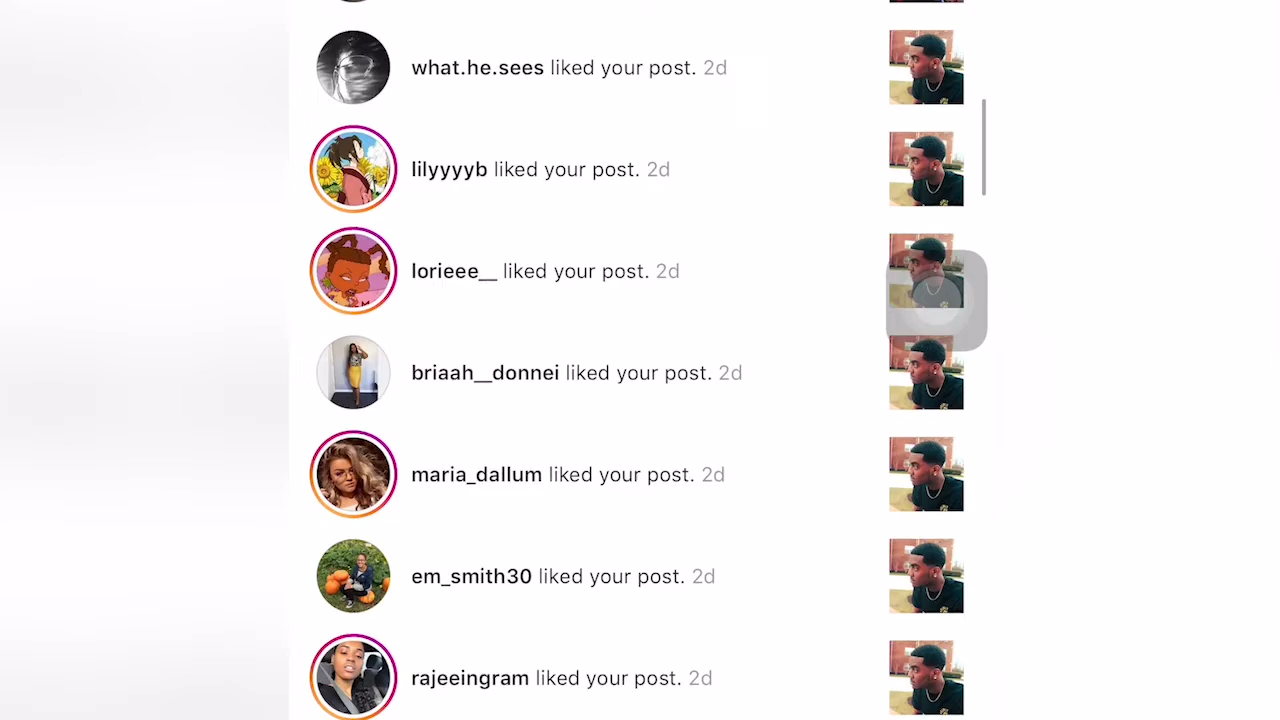 what.he.sees liked your post. 2d
lilyyyyb liked your post. 2d
lorieee__ liked your post. 2d
briaah__donnei liked your post. 2d
maria_dallum liked your post. 2d
em_smith30 liked your post. 2d
rajeeingram liked your post. 2d